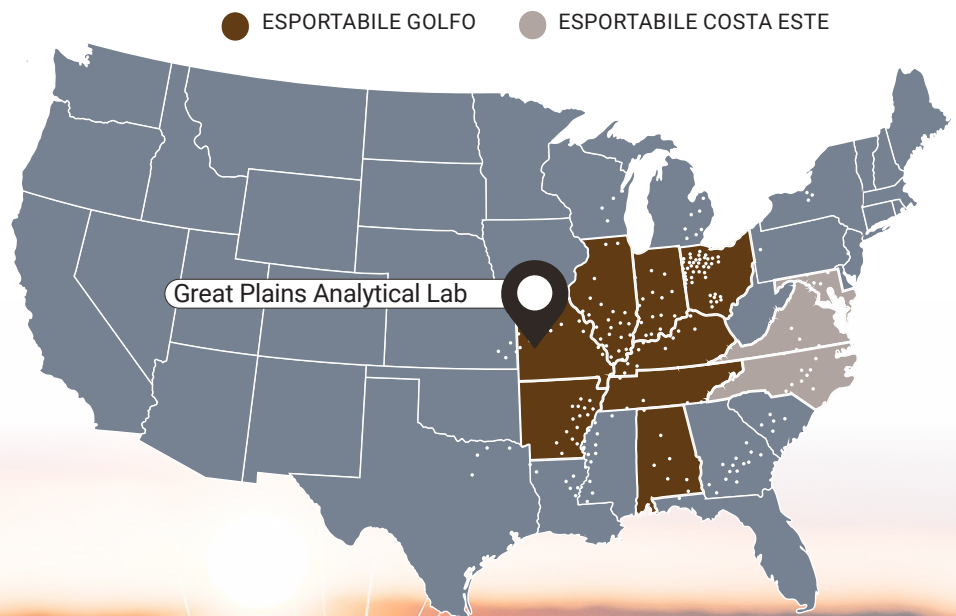 ESPORTABILE GOLFO
ESPORTABILE COSTA ESTE
Great Plains Analytical Lab